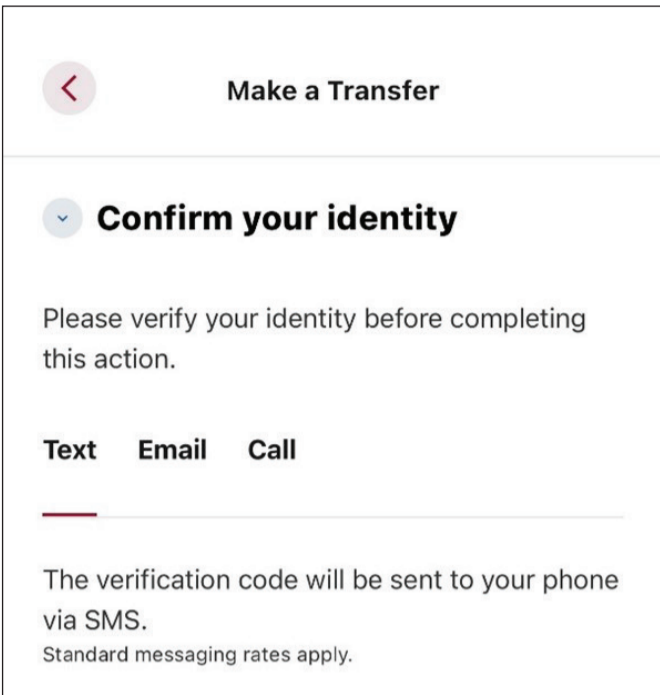 Make a Transfer
Confirm your identity
Please verify your identity before completing
this action.
Text Email Call
The verification code will be sent to your phone
via SMS.
Standard messaging rates apply.